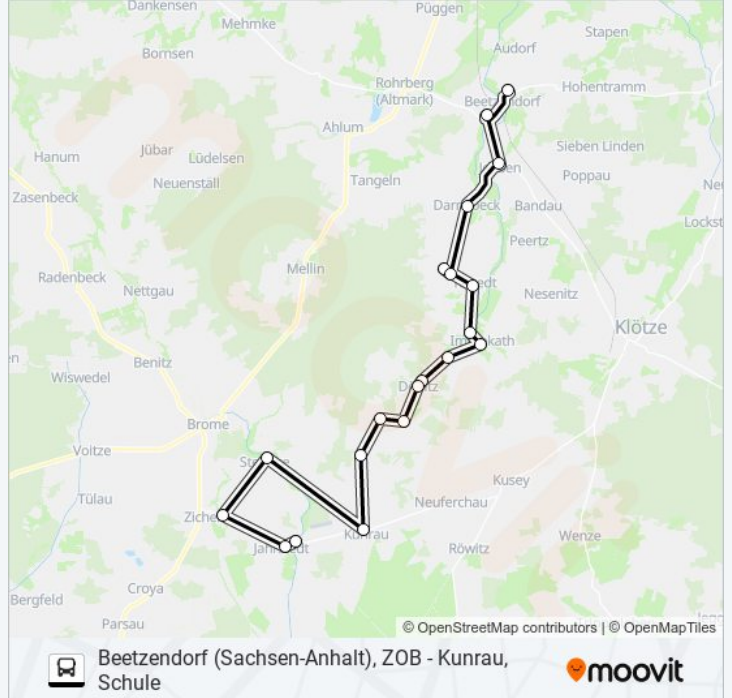 Dankensen
Püggen
Mehmke
Stapen
Audorf
Bornsen
Rohrberg
(Altmark)
Hohentramm
Ahlum
Jübar
Hanum
Lüdelsen
Sieben Linden
Neuenstall
Tangeln
Poppau
Zasenbeck
Bandau
Peertz
Mellin
Radenbeck
Nettgau
Nesenitz
Klötze
Benitz
Wiswedel
Brome
Voitze
Kusey
Tülau
Neuferchau
Kunrau
Wenze
Röwitz
Croya
Bergfeld
Parsau
© OpenStreetMap contributors | © OpenMapTiles
Beetzendorf (Sachsen-Anhalt), ZOB - Kunrau,
Schule
moovit